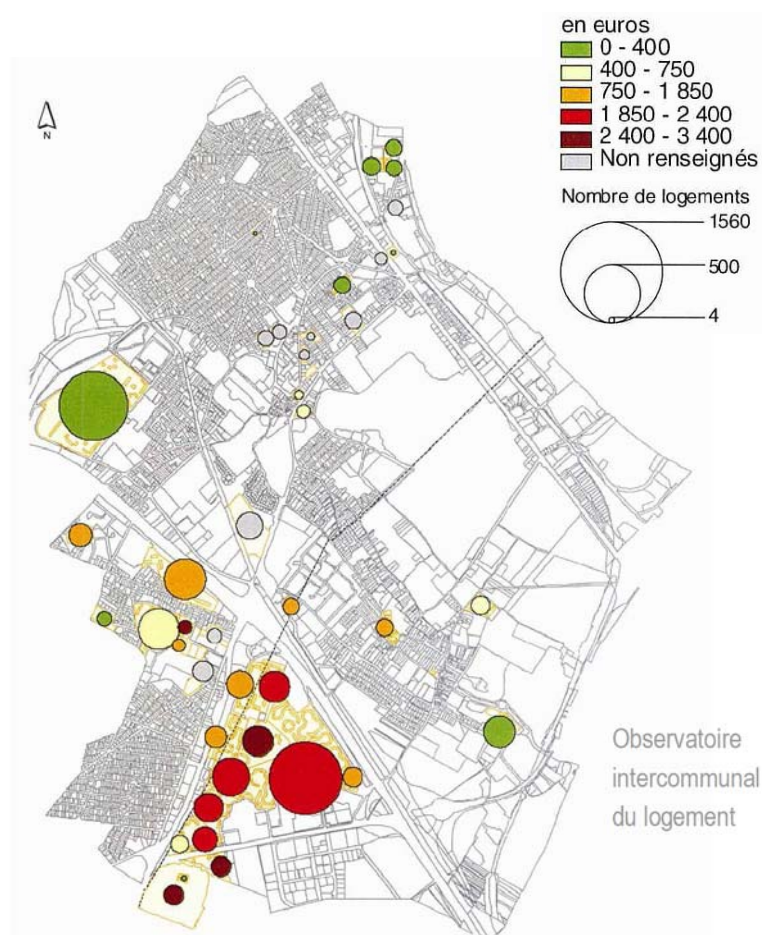 en euros
0 - 400
400 - 750
750 - 1 850
1 850 - 2 400
2 400 - 3 400
Non renseignés
Nombre de logements
1560
500
4
N
Observatoire
intercommunal
du logement